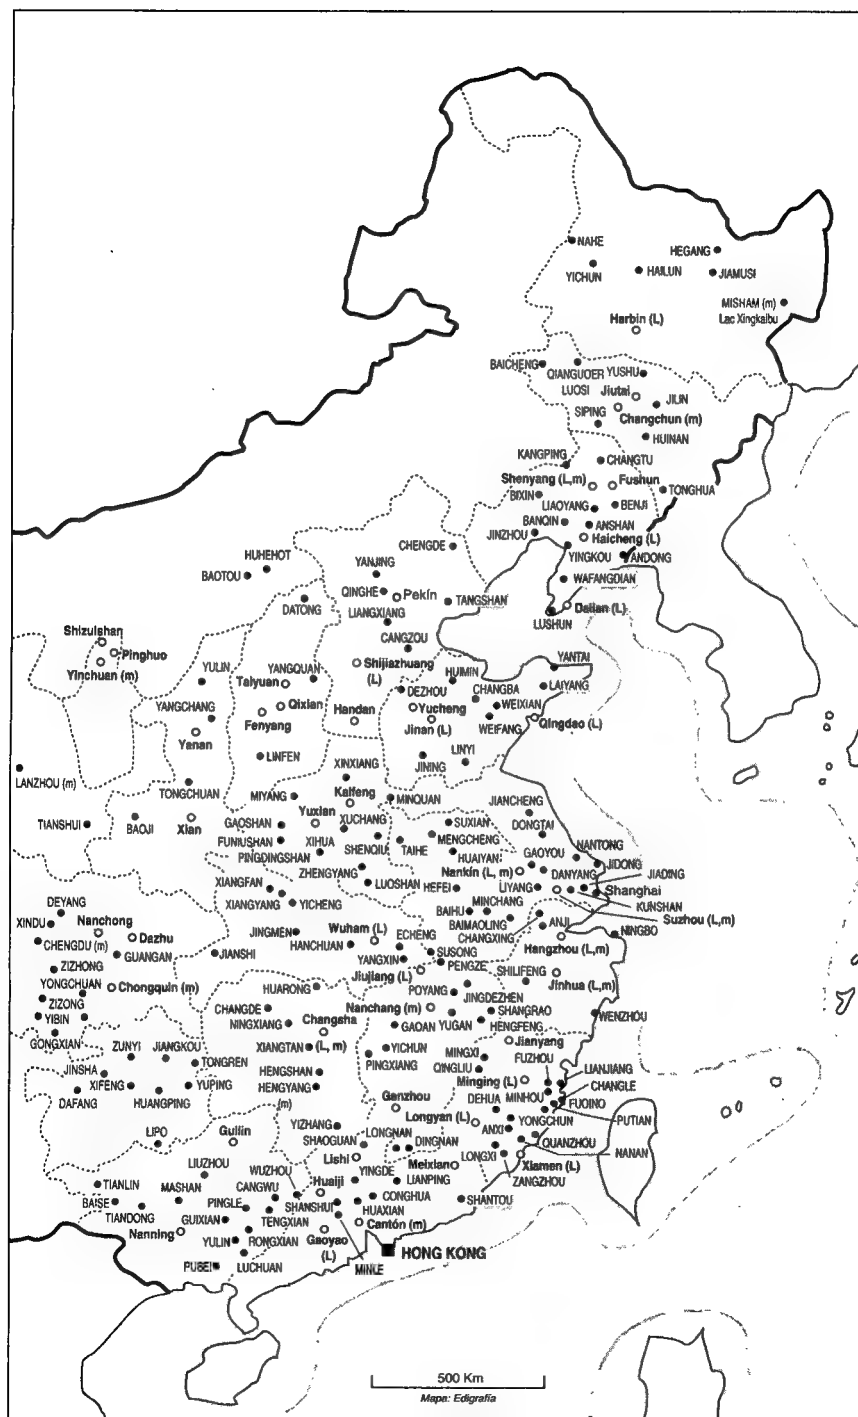 NAHE
HEGANG
YICHUN
HAILUN
JIAMUSI
MISHAM (m)
Lac Xingkaibu
Harbin (L)
BAICHENG
QIANGUOER
YUSHU
LUOSI
Jiutai
JILIN
SIPING
Changchun (m)
HUINAN
KANGPING
CHANGTU
Shenyang (L,m)
Fushun
BIXIN
TONGHUA
LIAOYANG
BENJI
BANQIN
ANSHAN
JINZHOU
Haicheng (L)
CHENGDE
YINGKOU
YANDONG
HUHEHOT
YANJING
BAOTOU
WAFANGDIAN
QINGHE
Pekín
DATONG
TANGSHAN
Dalian (L)
LIANGXIANG
LUSHUN
Shizuishan
CANGZOU
Pinghuo
Yinchuan (m)
Shijiazhuang
(L)
YANTAI
YULIN
YANGQUAN
HUIMIN
Taiyuan
DEZHOU
CHANGBA
LAIYANG
YANGCHANG
Qixian
Handan
Yucheng
WEIXIAN
Fenyang
Jinan (L)
WEIFANG
Qingdao (L)
Yanan
LINFEN
LINYI
XINXIANG
JINING
LANZHOU (m)
TONGCHUAN
MIYANG
Kaifeng
MINQUAN
JIANCHENG
Yuxian
TIANSHUI
BAOJI
Xian
GAOSHAN
XUCHANG
SUXIAN
DONGTAI
FUNIUSHAN
XIHUA
SHENQIU
TAIHE
MENGCHENG
NANTONG
PINGDINGSHAN
HUAIYAN
GAOYOU
JIDONG
ZHENGYANG
Nankín (L, m)
DANYANG
JIADING
XIANGFAN
LUOSHAN
HEFEI
LIYANG
Shanghai
DEYANG
XIANGYANG
YICHENG
MINCHANG
KUNSHAN
XINDU
Nanchong
BAIHU
Suzhou (L,m)
BAIMAOLING
ANJI
CHENGDU (m)
Dazhu
JINGMEN
Wuham (L)
ECHENG
CHANGXING
NINGBO
GUANGAN
JIANSHI
HANCHUAN
SUSONG
Hangzhou (L,m)
ZIZHONG
YANGXIN
PENGZE
YONGCHUAN
Jiujiang (L)
SHILIFENG
Chongquin (m)
HUARONG
POYANG
Jinhua (L,m)
ZIZONG
CHANGDE
Nanchang (m)
JINGDEZHEN
YIBIN
NINGXIANG
Changsha
SHANGRAO
WENZHOU
GONGXIAN
GAOAN
YUGAN
HENGFENG
ZUNYI
JIANGKOU
XIANGTAN
(L, m)
YICHUN
Jianyang
TONGREN
MINGXI
FUZHOU
JINSHA
HENGSHAN
PINGXIANG
QINGLIU
LIANJIANG
XIFENG
YUPING
HENGYANG
(m)
Minging (L)
CHANGLE
DAFANG
HUANGPING
Ganzhou
DEHUA
MINHOU
FUOINO
LIPO
Guilin
YIZHANG
Longyan (L)
PUTIAN
SHAOGUAN
LONGNAN
ANXI
YONGCHUN
DINGNAN
QUANZHOU
LIUZHOU
Lishi
Meixian
LONGXI
NANAN
WUZHOU
YINGDE
Xiamen (L)
TIANLIN
MASHAN
CANGWU
Huaiji
LIANPING
ZANGZHOU
BAISE
PINGLE
CONGHUA
SHANTOU
TIANDONG
SHANSHUI
HUAXIAN
GUIXIAN
TENGXIAN
Nanning
Cantón (m)
YULIN
RONGXIAN
Gaoyao
(L)
HONG KONG
PUBEI
LUCHUAN
MINLE
500 Km
Mapa: Edigrafía